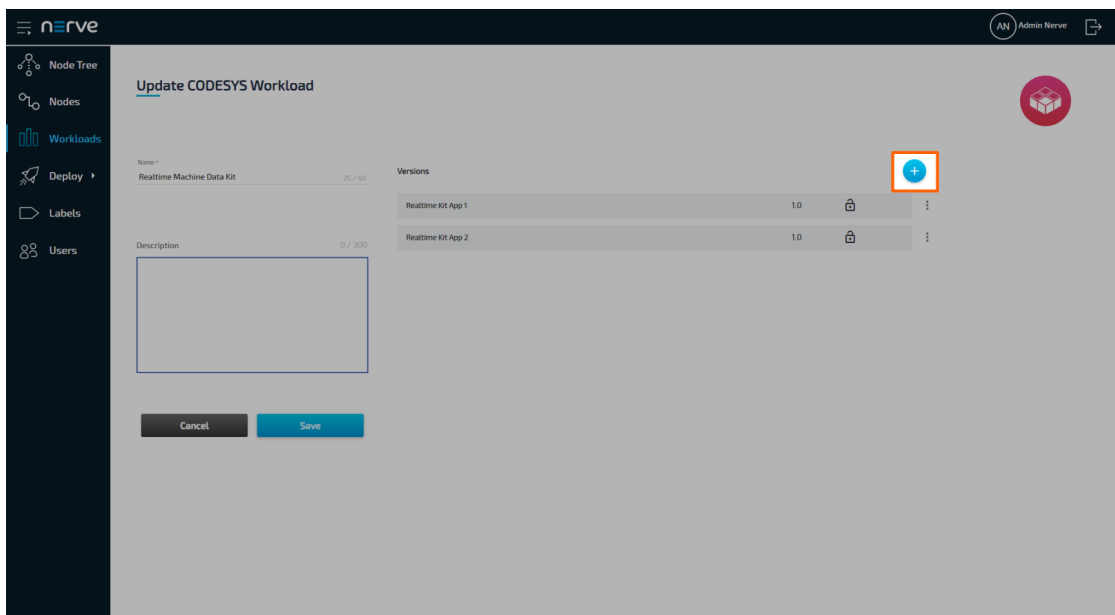 nerve
AN Admin Nerve
Node Tree
Nodes
Workloads
Deploy
Labels
Users
Update CODESYS Workload
Name *
Realtime Machine Data Kit 25 / 40
Description 0 / 300
Cancel Save
Versions
Realtime Kit App 1 1.0
Realtime Kit App 2 1.0